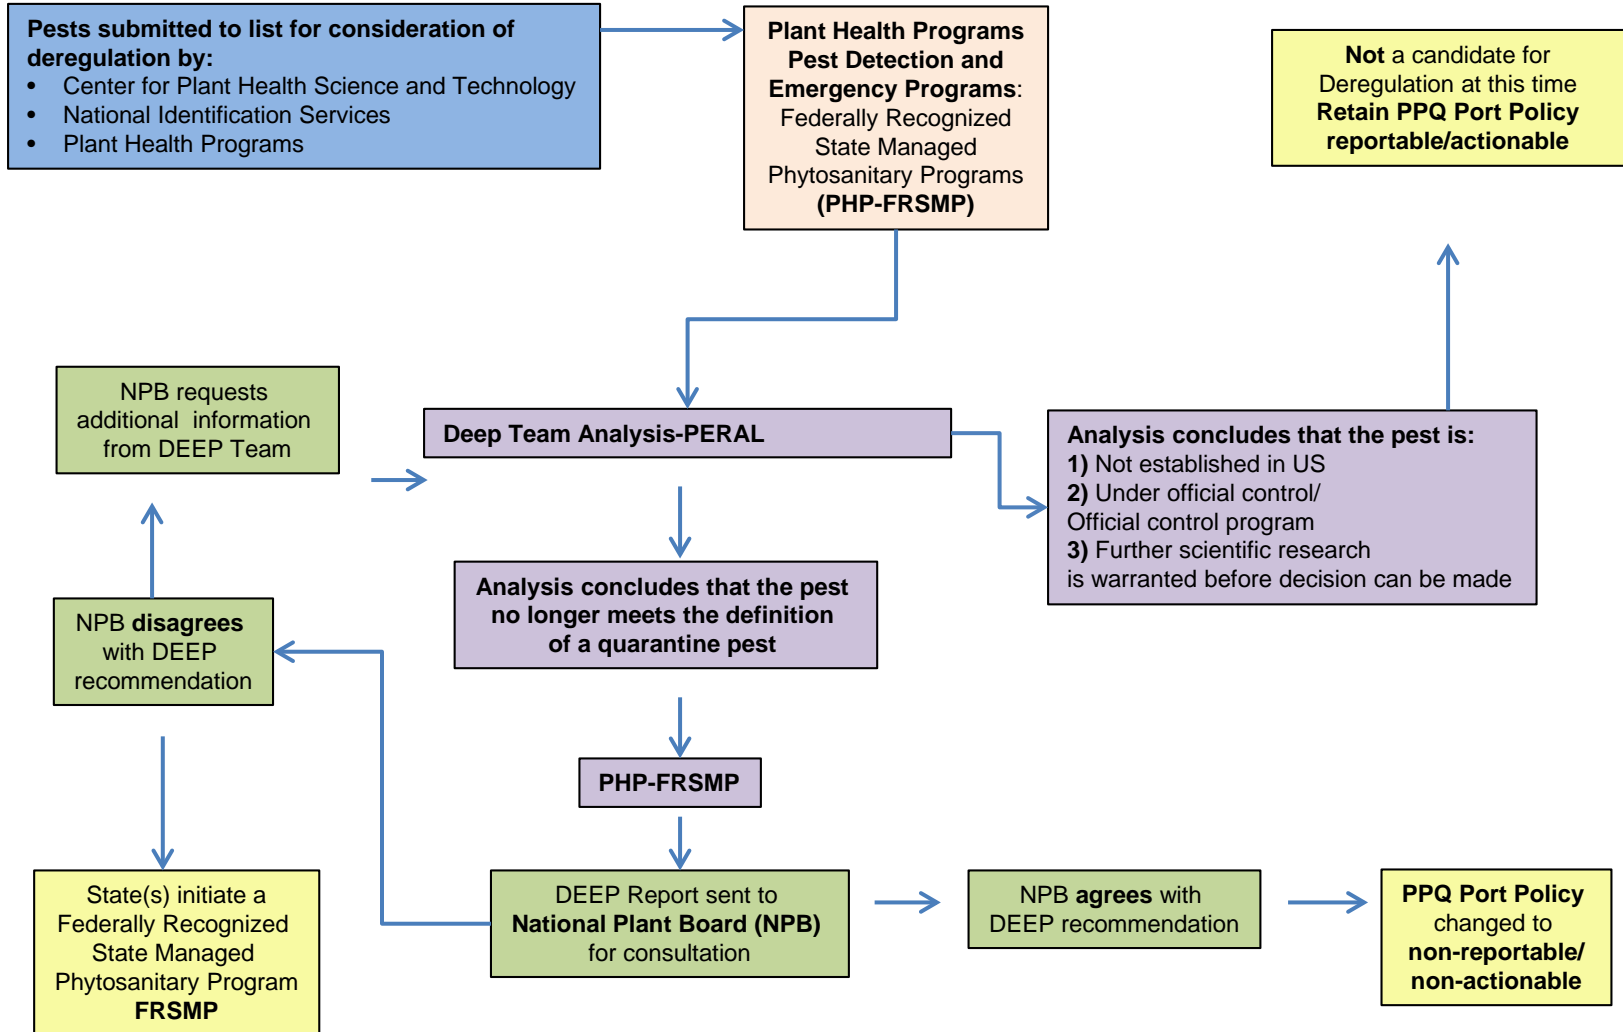 Pests submitted to list for consideration of
deregulation by:
• Center for Plant Health Science and Technology
• National Identification Services
• Plant Health Programs
Plant Health Programs
Pest Detection and
Emergency Programs:
Federally Recognized
State Managed
Phytosanitary Programs
(PHP-FRSMP)
Not a candidate for
Deregulation at this time
Retain PPQ Port Policy
reportable/actionable
NPB requests
additional information
from DEEP Team
Deep Team Analysis-PERAL
Analysis concludes that the pest is:
1) Not established in US
2) Under official control/
Official control program
3) Further scientific research
is warranted before decision can be made
Analysis concludes that the pest
no longer meets the definition
of a quarantine pest
NPB disagrees
with DEEP
recommendation
PHP-FRSMP
State(s) initiate a
Federally Recognized
State Managed
Phytosanitary Program
FRSMP
DEEP Report sent to
National Plant Board (NPB)
for consultation
NPB agrees with
DEEP recommendation
PPQ Port Policy
changed to
non-reportable/
non-actionable